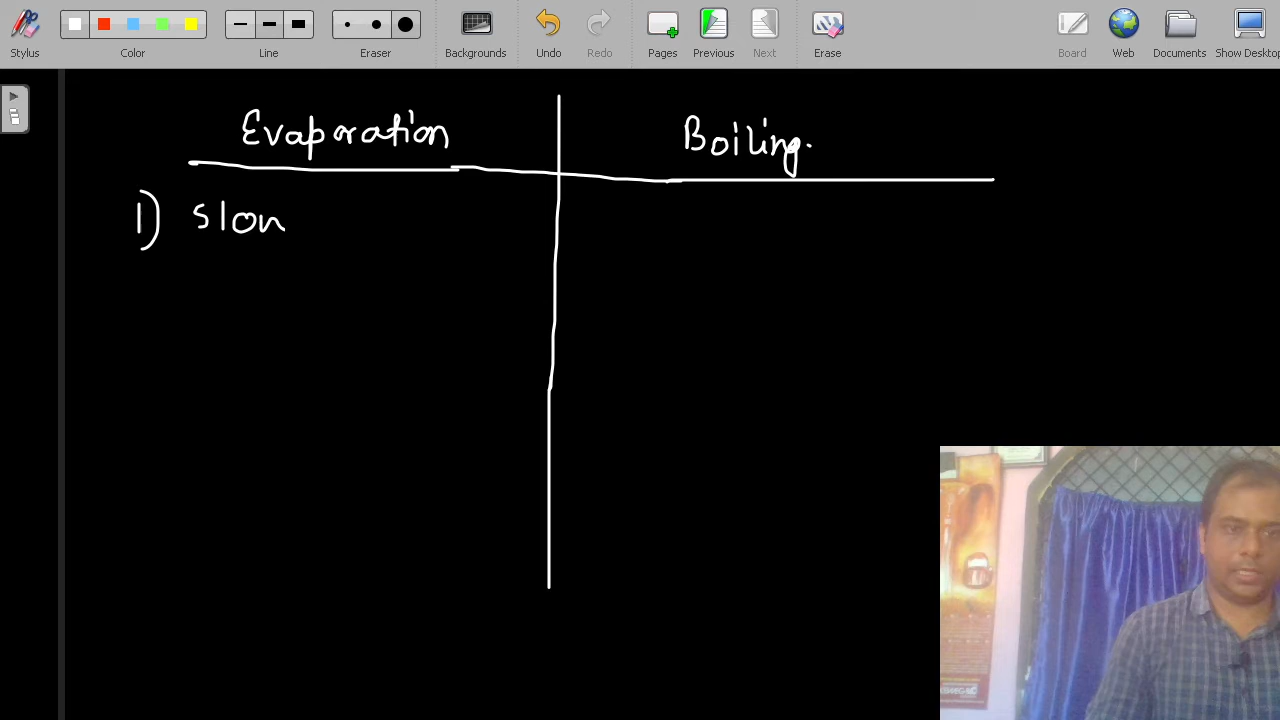 Stylus Color Line Eraser Backgrounds Undo Redo Pages Previous Next Erase Board Web Documents Show Desktop
Evaporation Boiling.
1) slon